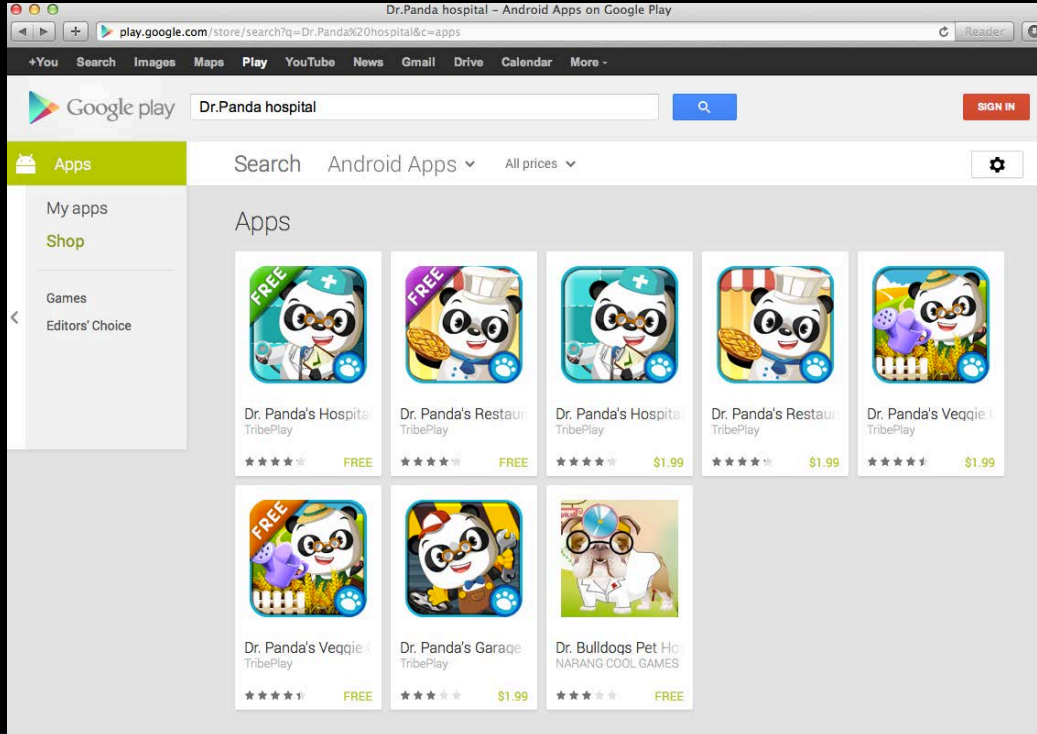 Dr.Panda hospital – Android Apps on Google Play
play.google.com/store/search?q=Dr.Panda%20hospital&c=apps
Reader
+You Search Images Maps Play YouTube News Gmail Drive Calendar More
Google play
Dr.Panda hospital
SIGN IN
Apps
Search Android Apps All prices
My apps
Shop
Games
Editors' Choice
Apps
FREE
FREE
Dr. Panda's Hospita
TribePlay
FREE
Dr. Panda's Restaur
TribePlay
FREE
Dr. Panda's Hospita
TribePlay
$1.99
Dr. Panda's Restaur
TribePlay
$1.99
Dr. Panda's Veggie
TribePlay
$1.99
FREE
Dr. Panda's Veggie
TribePlay
FREE
Dr. Panda's Garage
TribePlay
$1.99
Dr. Bulldogs Pet Ho
NARANG COOL GAMES
FREE